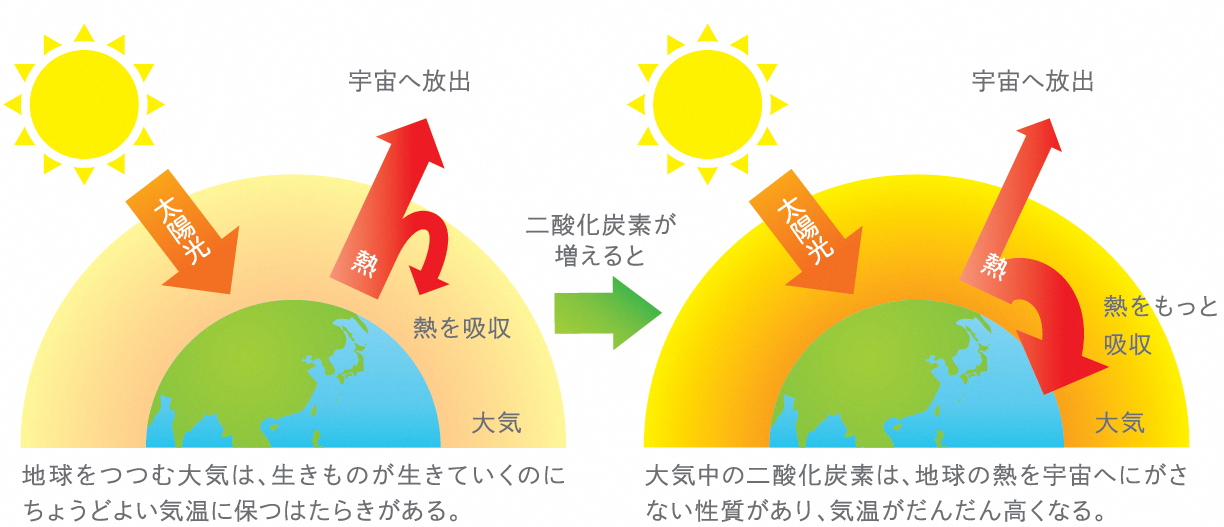 宇宙へ放出
太陽光
熱
熱を吸収
大気
地球をつつむ大気は、生きものが生きていくのに
ちょうどよい気温に保つはたらきがある。
二酸化炭素が
増えると
宇宙へ放出
太陽光
熱
熱をもっと
吸収
大気
大気中の二酸化炭素は、地球の熱を宇宙へにがさ
ない性質があり、気温がだんだん高くなる。